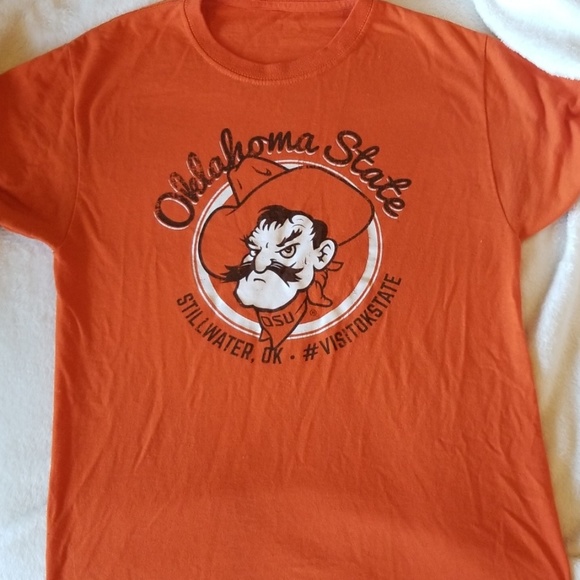 Oklahoma State
OSU
®
STILLWATER, OK • #VISITOKSTATE